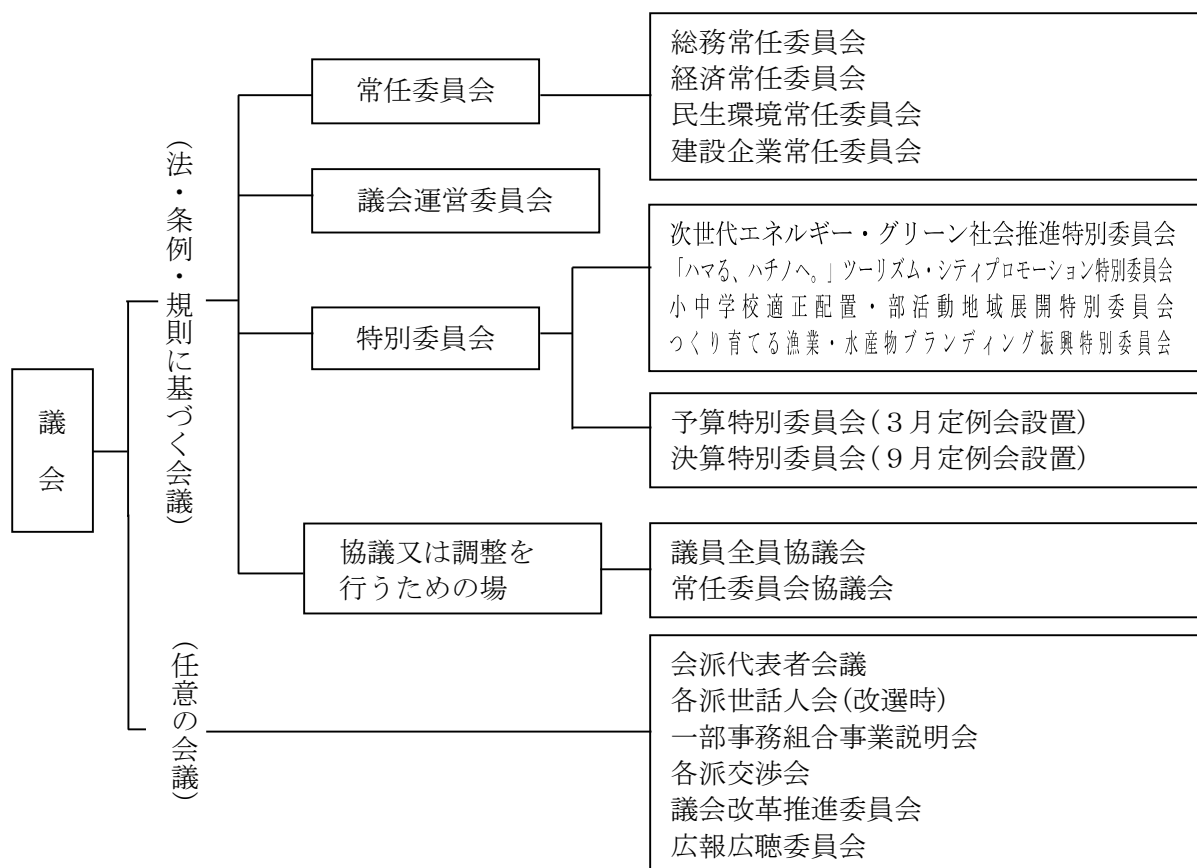 議会
(法・条例・規則に基づく会議)
常任委員会
総務常任委員会
経済常任委員会
民生環境常任委員会
建設企業常任委員会
議会運営委員会
特別委員会
次世代エネルギー・グリーン社会推進特別委員会
「ハマる、ハチノヘ。」ツーリズム・シティプロモーション特別委員会
小中学校適正配置・部活動地域展開特別委員会
つくり育てる漁業・水産物ブランディング振興特別委員会
予算特別委員会(3月定例会設置)
決算特別委員会(9月定例会設置)
協議又は調整を
行うための場
議員全員協議会
常任委員会協議会
(任意の会議)
会派代表者会議
各派世話人会(改選時)
一部事務組合事業説明会
各派交渉会
議会改革推進委員会
広報広聴委員会